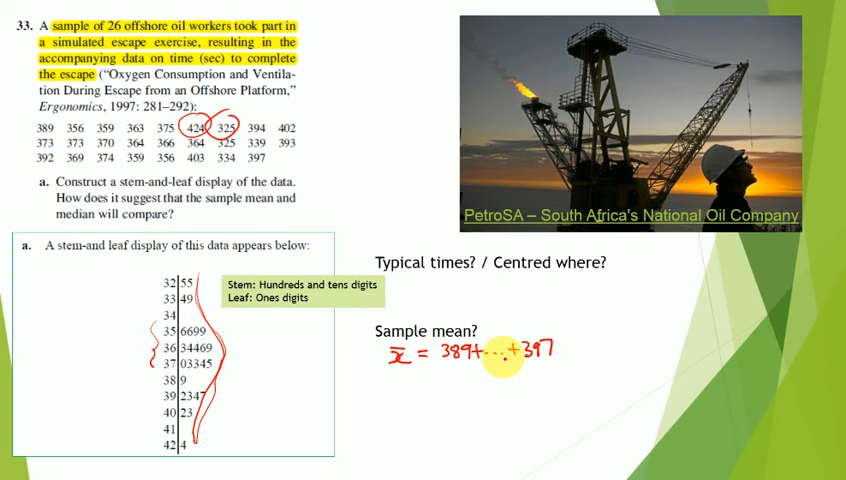 33. A sample of 26 offshore oil workers took part in
a simulated escape exercise, resulting in the
accompanying data on time (sec) to complete
the escape (“Oxygen Consumption and Ventila-
tion During Escape from an Offshore Platform,”
Ergonomics, 1997: 281–292):
389 356 359 363 375 424 325 394 402
373 373 370 364 366 364 325 339 393
392 369 374 359 356 403 334 397
a. Construct a stem-and-leaf display of the data.
How does it suggest that the sample mean and
median will compare?
PetroSA – South Africa's National Oil Company
a. A stem-and leaf display of this data appears below:
32 55
33 49
34
35 6699
36 34469
37 03345
38 9
39 2347
40 23
41
42 4
Stem: Hundreds and tens digits
Leaf: Ones digits
Typical times? / Centred where?
Sample mean?
x̄ = 389+...+397